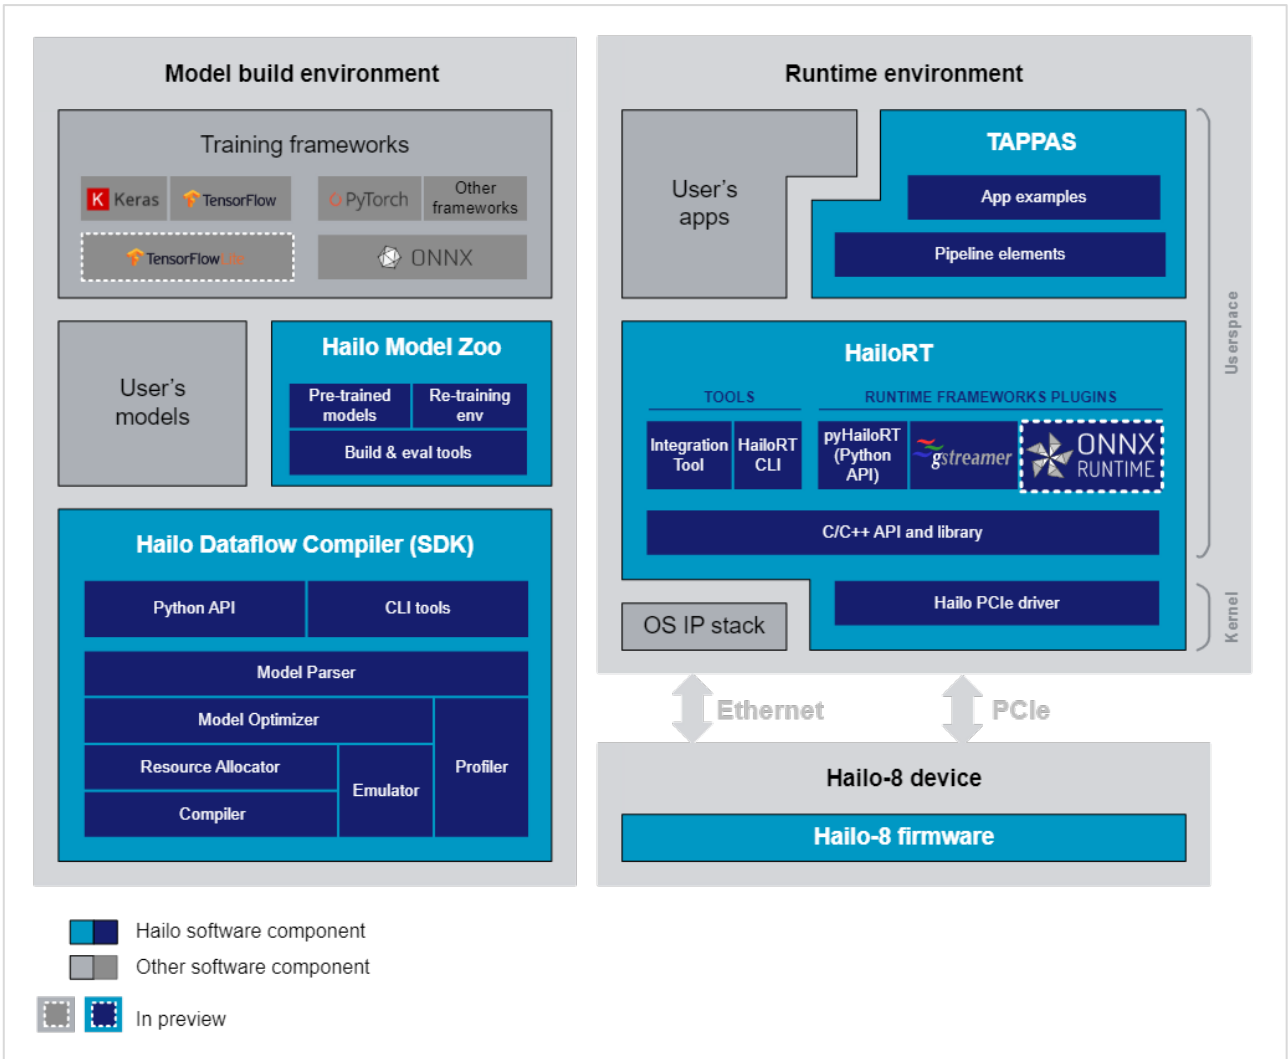 Model build environment
Training frameworks
K Keras
TensorFlow
PyTorch
Other
frameworks
TensorFlow Lite
ONNX
User's
models
Hailo Model Zoo
Pre-trained
models
Re-training
env
Build & eval tools
Hailo Dataflow Compiler (SDK)
Python API
CLI tools
Model Parser
Model Optimizer
Resource Allocator
Compiler
Emulator
Profiler
Runtime environment
User's
apps
TAPPAS
App examples
Pipeline elements
HailoRT
TOOLS
RUNTIME FRAMEWORKS PLUGINS
Integration
Tool
HailoRT
CLI
pyHailoRT
(Python
API)
gstreamer
ONNX
RUNTIME
C/C++ API and library
Hailo PCIe driver
OS IP stack
Userspace
Kernel
Ethernet
PCIe
Hailo-8 device
Hailo-8 firmware
Hailo software component
Other software component
In preview